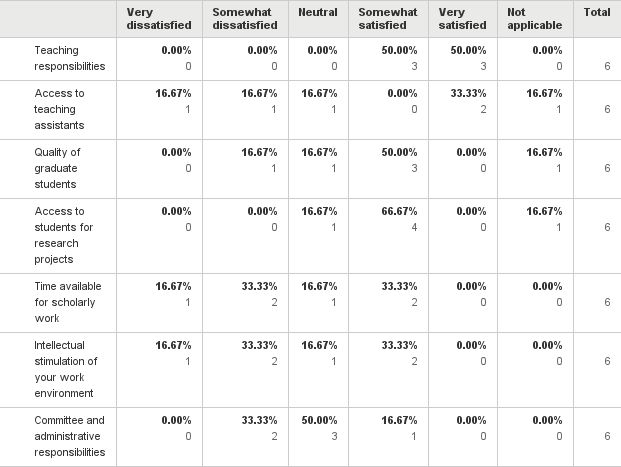 Very dissatisfied Somewhat dissatisfied Neutral Somewhat satisfied Very satisfied Not applicable Total
Teaching 0.00% 0.00% 0.00% 50.00% 50.00% 0.00%
responsibilities 0 0 0 3 3 0 6
Access to 16.67% 16.67% 16.67% 0.00% 33.33% 16.67%
teaching 1 1 1 0 2 1 6
assistants
Quality of 0.00% 16.67% 16.67% 50.00% 0.00% 16.67%
graduate 0 1 1 3 0 1 6
students
Access to 0.00% 0.00% 16.67% 66.67% 0.00% 16.67%
students for 0 0 1 4 0 1 6
research
projects
Time available 16.67% 33.33% 16.67% 33.33% 0.00% 0.00%
for scholarly 1 2 1 2 0 0 6
work
Intellectual 16.67% 33.33% 16.67% 33.33% 0.00% 0.00%
stimulation of 1 2 1 2 0 0 6
your work
environment
Committee and 0.00% 33.33% 50.00% 16.67% 0.00% 0.00%
administrative 0 2 3 1 0 0 6
responsibilities